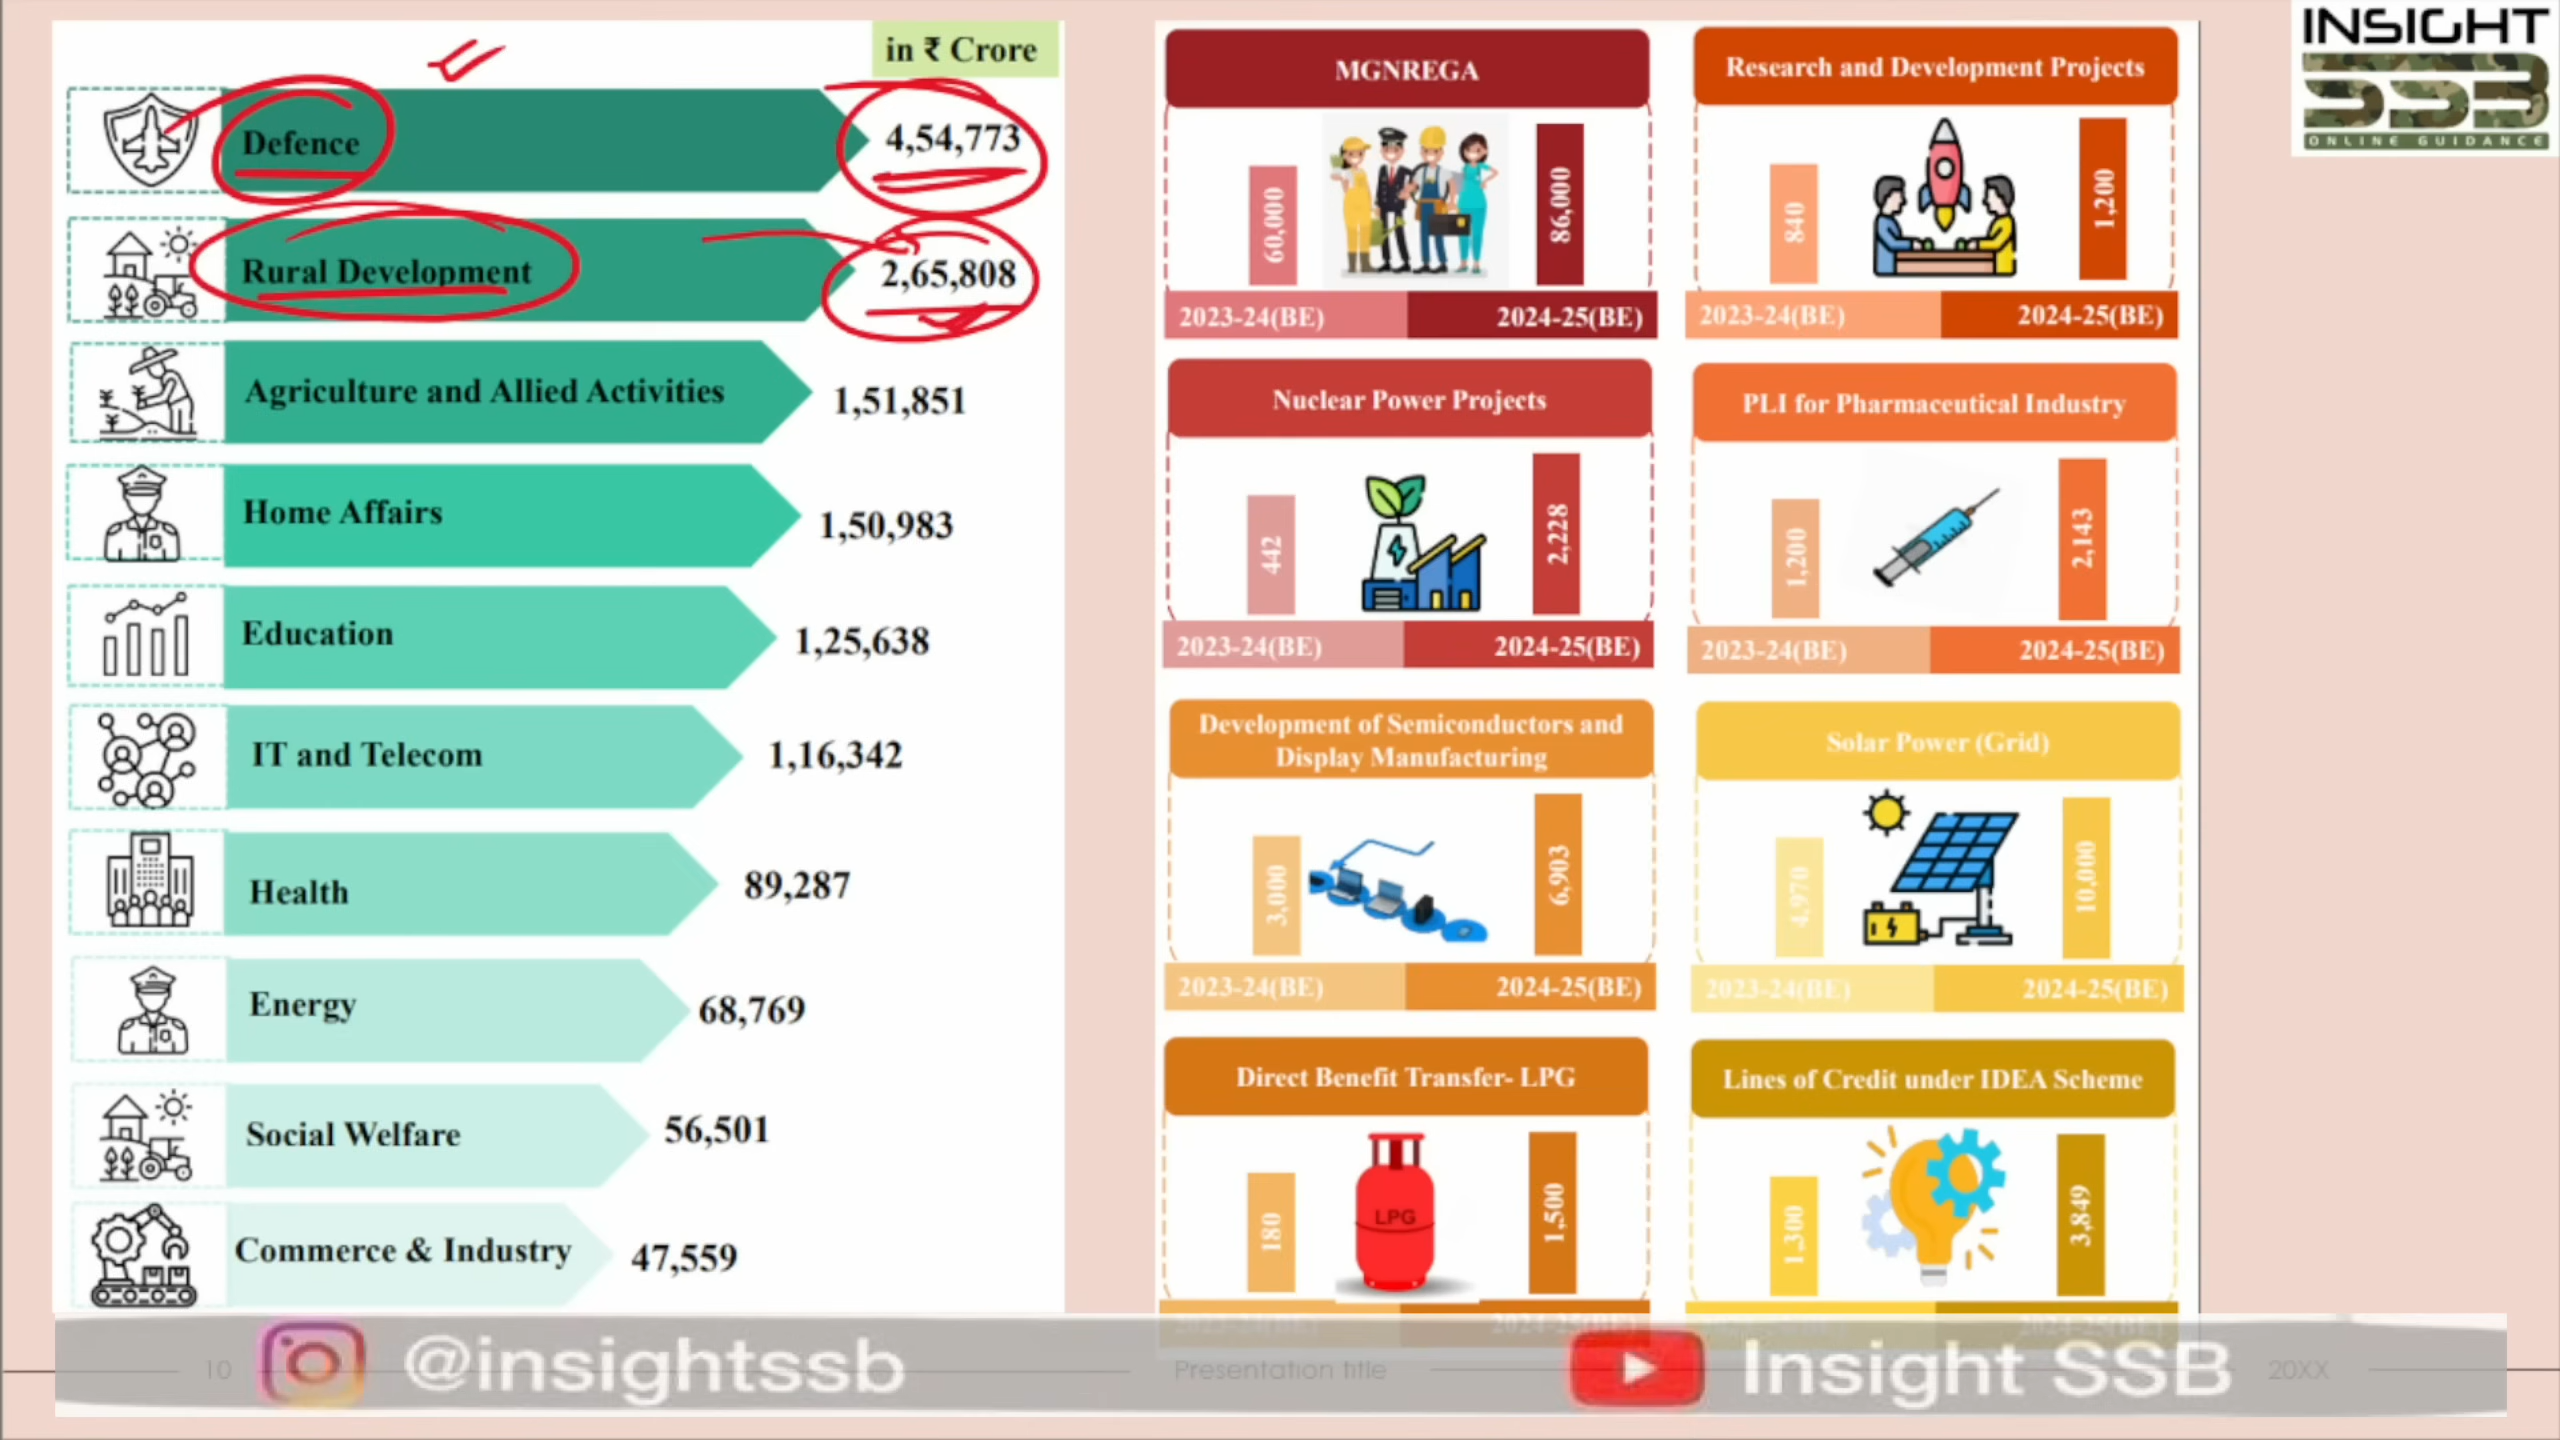 in ₹ Crore
Defence
4,54,773
Rural Development
2,65,808
Agriculture and Allied Activities
1,51,851
Home Affairs
1,50,983
Education
1,25,638
IT and Telecom
1,16,342
Health
89,287
Energy
68,769
Social Welfare
56,501
Commerce & Industry
47,559
MGNREGA
60,000
86,000
2023-24(BE)
2024-25(BE)
Research and Development Projects
840
1,200
2023-24(BE)
2024-25(BE)
Nuclear Power Projects
442
2,228
2023-24(BE)
2024-25(BE)
PLI for Pharmaceutical Industry
1,200
2,143
2023-24(BE)
2024-25(BE)
Development of Semiconductors and
Display Manufacturing
3,000
6,903
2023-24(BE)
2024-25(BE)
Solar Power (Grid)
4,970
10,000
2023-24(BE)
2024-25(BE)
Direct Benefit Transfer- LPG
180
LPG
1,500
Lines of Credit under IDEA Scheme
1,300
3,849
INSIGHT
SSB
ONLINE GUIDANCE
10
@insightssb
Presentation title
Insight SSB
20XX